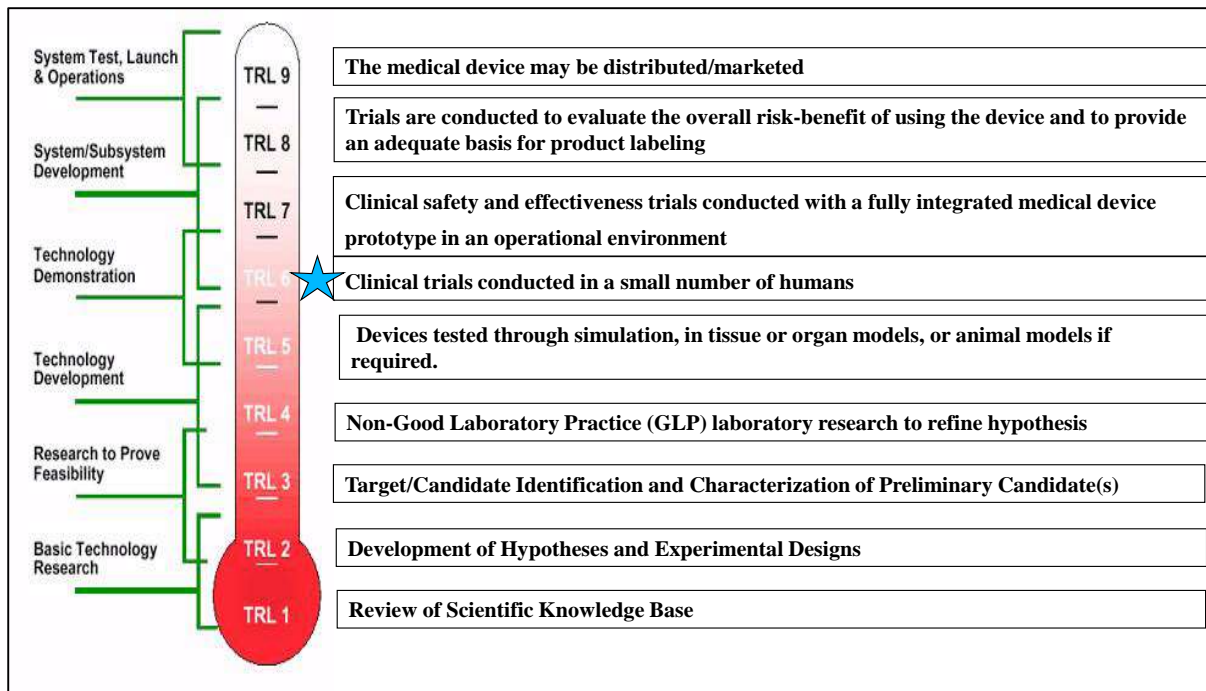 System Test, Launch
& Operations
System/Subsystem
Development
Technology
Demonstration
Technology
Development
Research to Prove
Feasibility
Basic Technology
Research
TRL 9
TRL 8
TRL 7
TRL 6
TRL 5
TRL 4
TRL 3
TRL 2
TRL 1
The medical device may be distributed/marketed
Trials are conducted to evaluate the overall risk-benefit of using the device and to provide
an adequate basis for product labeling
Clinical safety and effectiveness trials conducted with a fully integrated medical device
prototype in an operational environment
Clinical trials conducted in a small number of humans
Devices tested through simulation, in tissue or organ models, or animal models if
required.
Non-Good Laboratory Practice (GLP) laboratory research to refine hypothesis
Target/Candidate Identification and Characterization of Preliminary Candidate(s)
Development of Hypotheses and Experimental Designs
Review of Scientific Knowledge Base